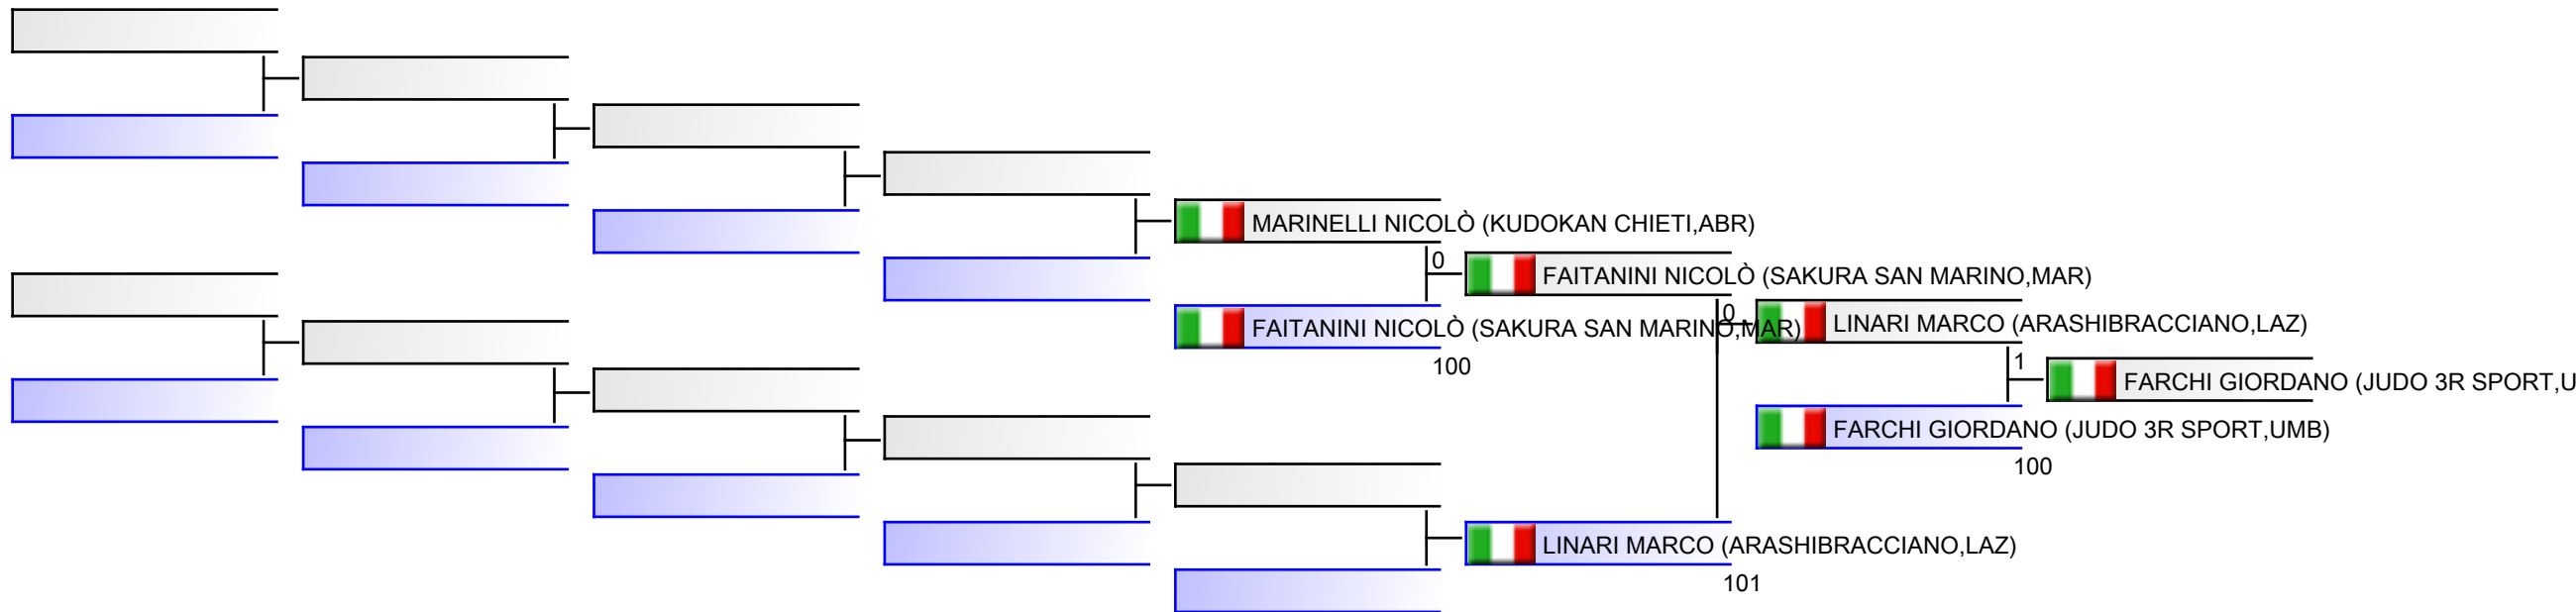 MARINELLI NICOLÒ (KUDOKAN CHIETI,ABR)
0
FAITANINI NICOLÒ (SAKURA SAN MARINO,MAR)
FAITANINI NICOLÒ (SAKURA SAN MARINO,MAR)
100
0
LINARI MARCO (ARASHIBRACCIANO,LAZ)
1
FARCHI GIORDANO (JUDO 3R SPORT,U
FARCHI GIORDANO (JUDO 3R SPORT,UMB)
100
LINARI MARCO (ARASHIBRACCIANO,LAZ)
101